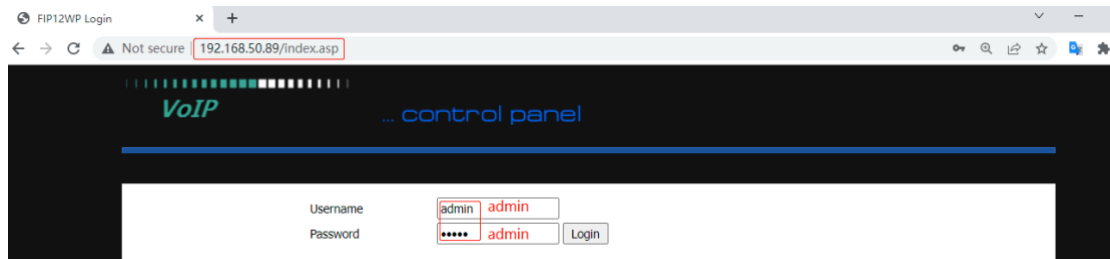 FIP12WP Login
Not secure 192.168.50.89/index.asp
VoIP
... control panel
Username admin admin
Password ••••• admin Login